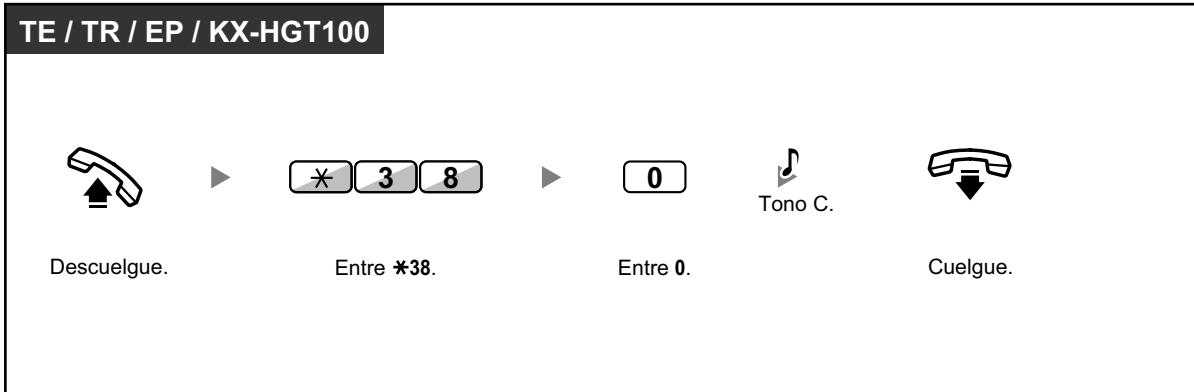 TE / TR / EP / KX-HGT100
* 3 8 0
Tono C.
Descuelgue. Entre *38. Entre 0. Cuelgue.